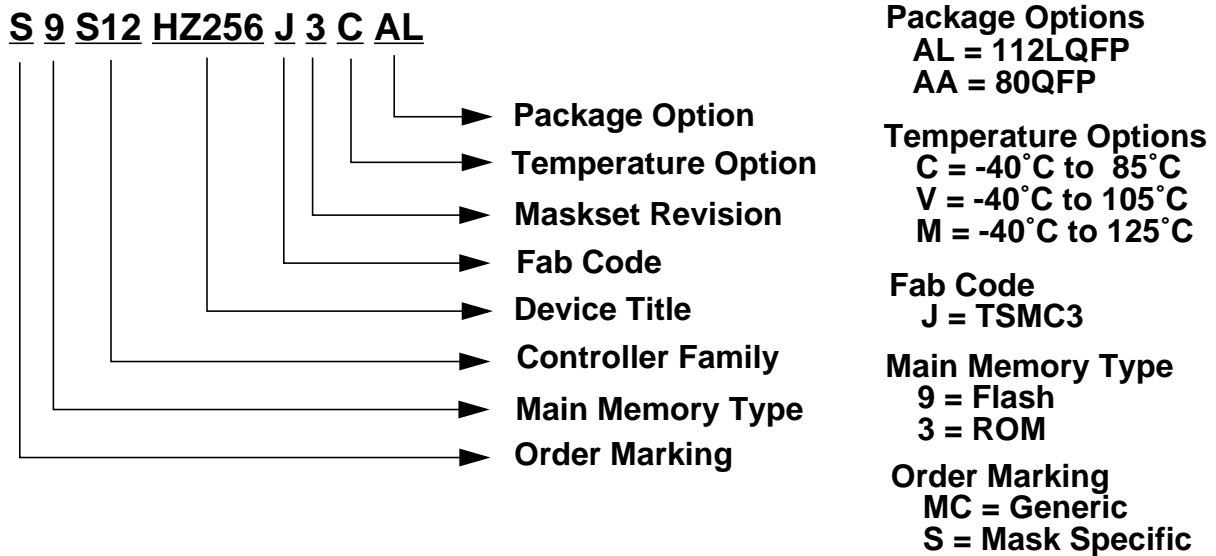 S 9 S12 HZ256 J 3 C AL
Package Option
Temperature Option
Maskset Revision
Fab Code
Device Title
Controller Family
Main Memory Type
Order Marking
Package Options
AL = 112LQFP
AA = 80QFP
Temperature Options
C = -40˚C to 85˚C
V = -40˚C to 105˚C
M = -40˚C to 125˚C
Fab Code
J = TSMC3
Main Memory Type
9 = Flash
3 = ROM
Order Marking
MC = Generic
S = Mask Specific